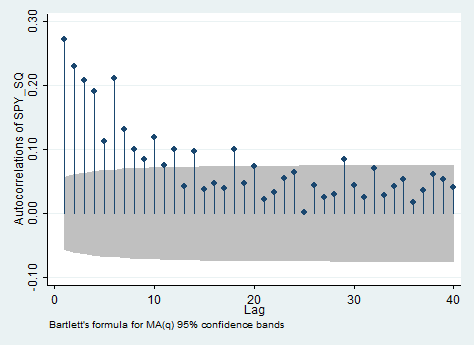 Autocorrelations of SPY_SQ
0.30
0.20
0.10
0.00
-0.10
0 10 20 30 40
Lag
Bartlett's formula for MA(q) 95% confidence bands